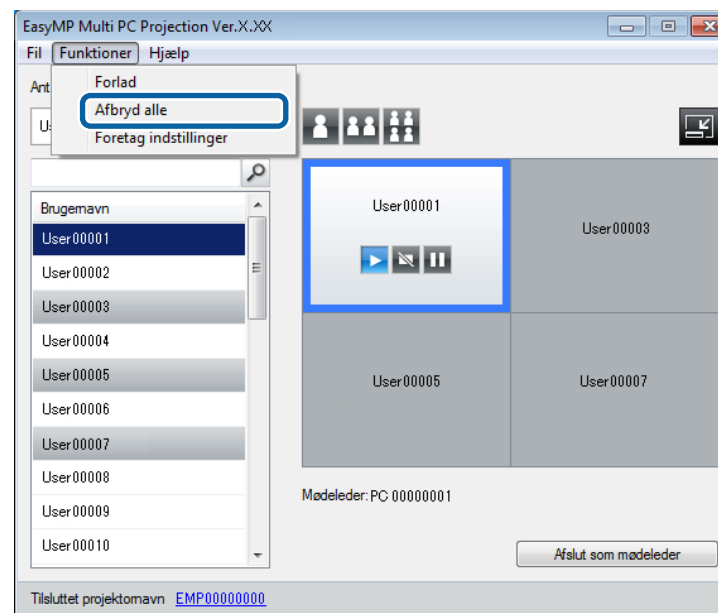 EasyMP Multi PC Projection Ver.X.XX
Fil Funktioner Hjælp
Forlad
Afbryd alle
Foretag indstillinger
Ant
U
Brugernavn
User00001
User00002
User00003
User00004
User00005
User00006
User00007
User00008
User00009
User00010
User00001
User00003
User00005
User00007
Mødeleder: PC 00000001
Afslut som mødeleder
Tilsluttet projektornavn EMP00000000